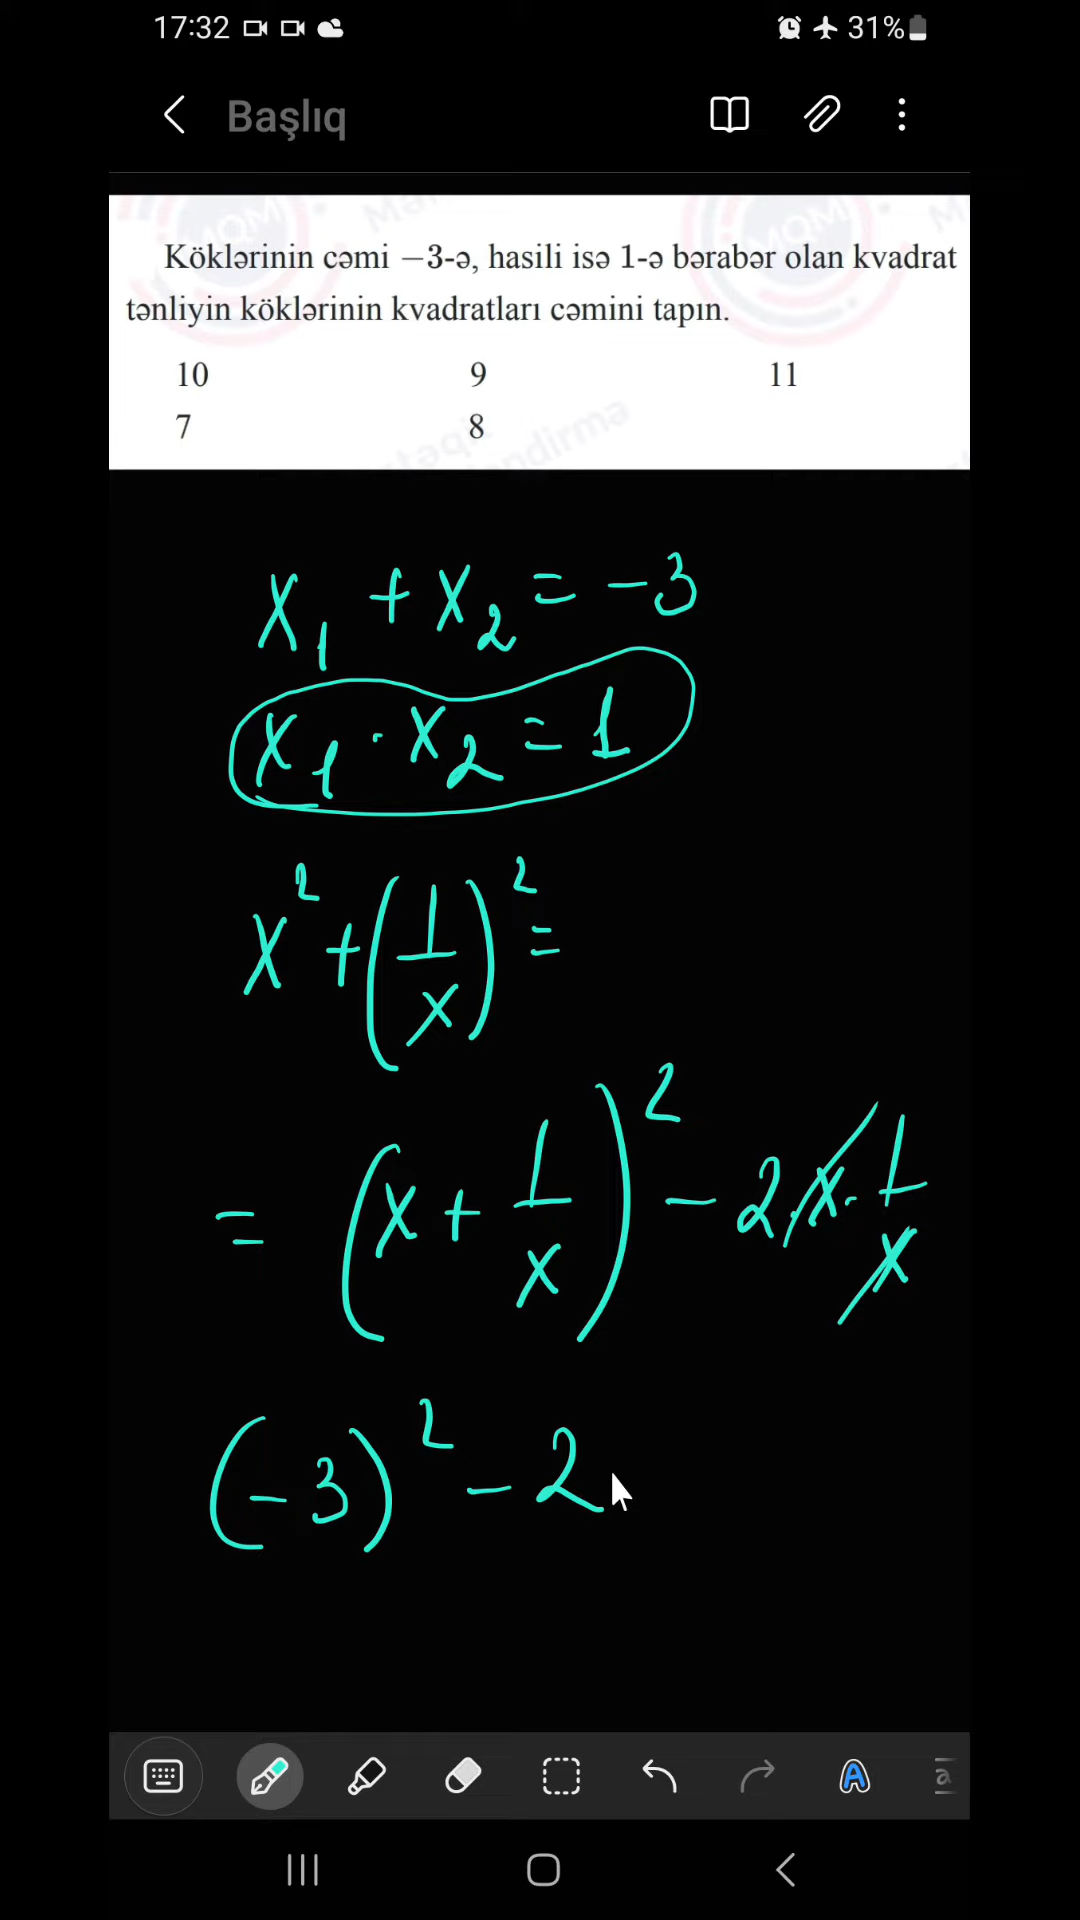 17:32 31%
Başlıq
Köklərinin cəmi −3-ə, hasili isə 1-ə bərabər olan kvadrat
tənliyin köklərinin kvadratları cəmini tapın.
10 9 11
7 8
x₁ + x₂ = −3
x₁ · x₂ = 1
x² + (1/x)² =
= (x + 1/x)² − 2·x·1/x
(−3)² − 2